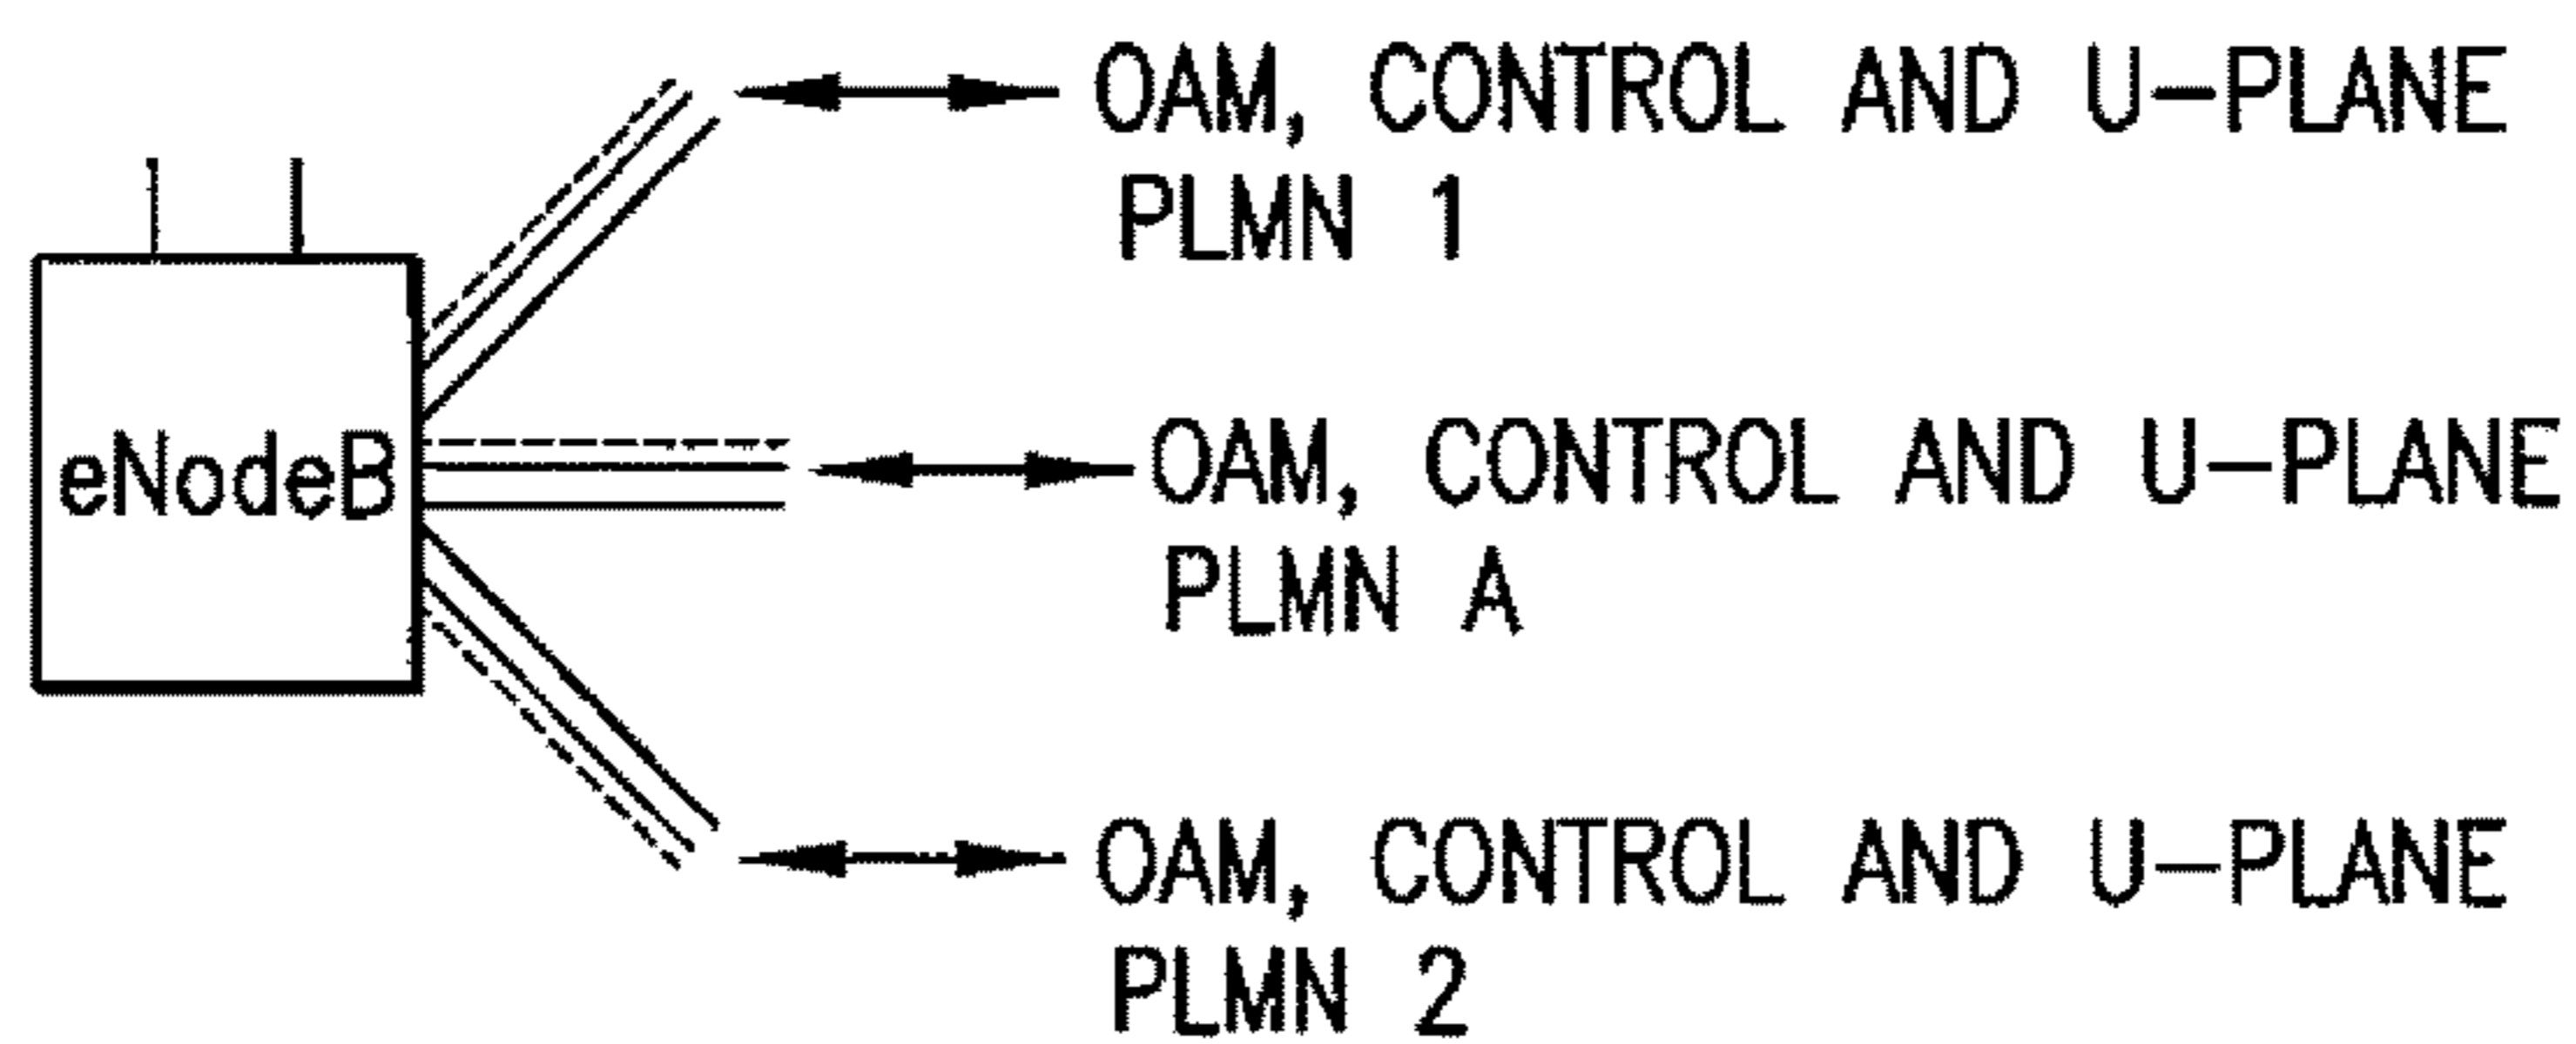 OAM, CONTROL AND U-PLANE
PLMN 1
eNodeB
OAM, CONTROL AND U-PLANE
PLMN A
OAM, CONTROL AND U-PLANE
PLMN 2